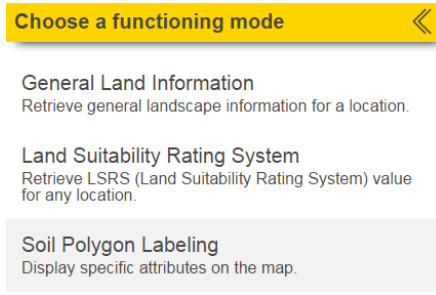 Choose a functioning mode
General Land Information
Retrieve general landscape information for a location.
Land Suitability Rating System
Retrieve LSRS (Land Suitability Rating System) value
for any location.
Soil Polygon Labeling
Display specific attributes on the map.